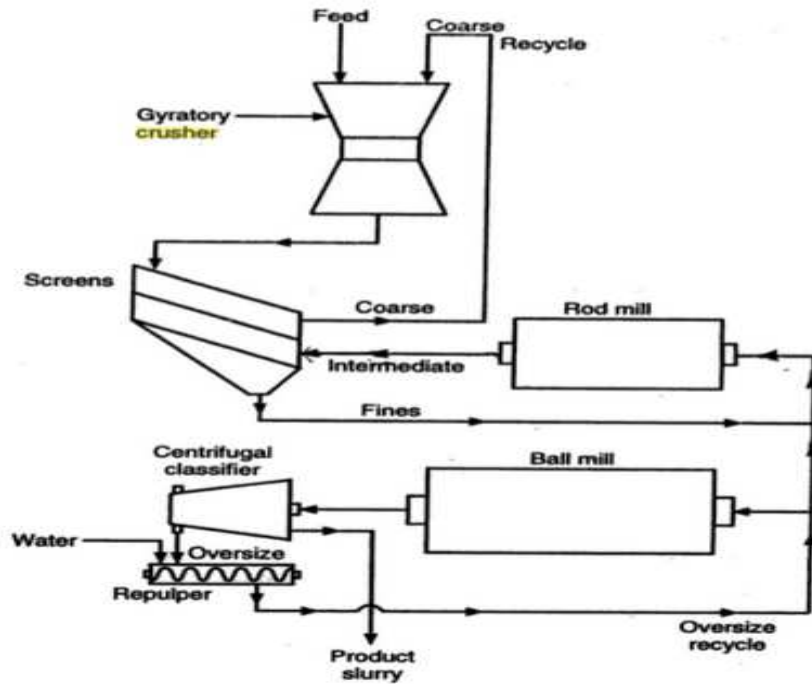 Feed
Coarse
Recycle
Gyratory
crusher
Screens
Coarse
Rod mill
Intermediate
Fines
Centrifugal
classifier
Ball mill
Water
Oversize
Repulper
Oversize
recycle
Product
slurry